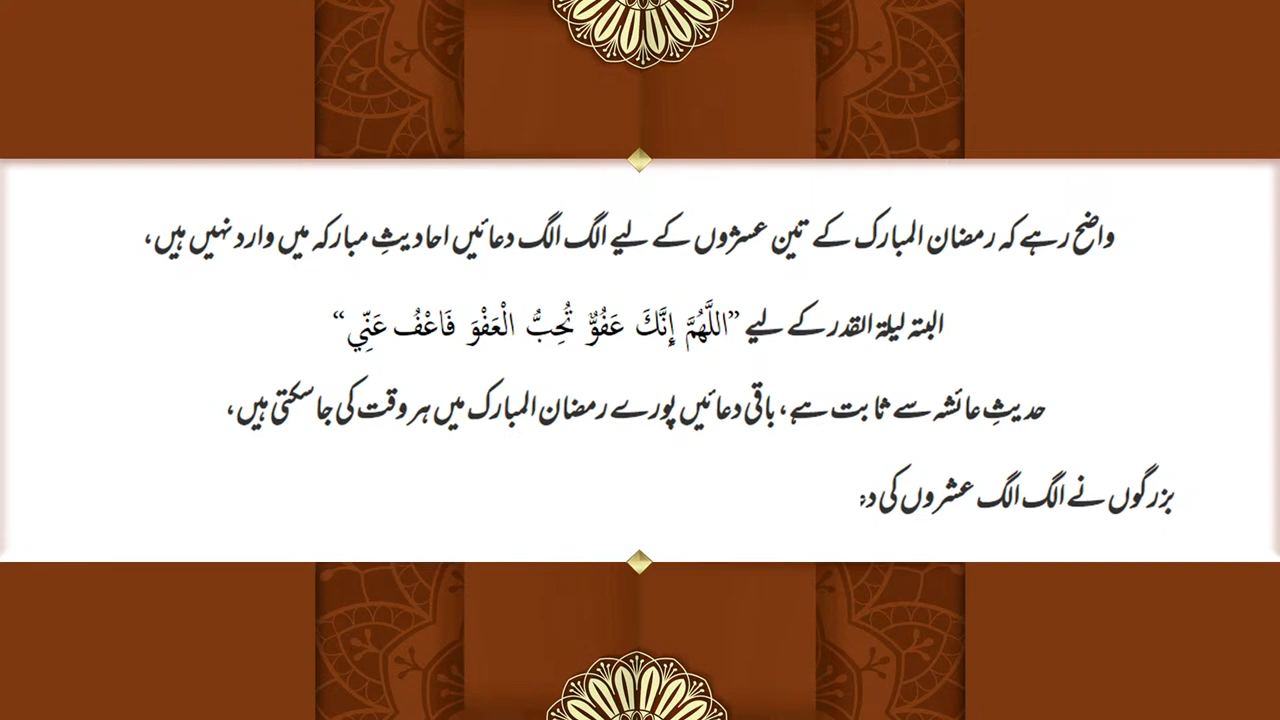 واضح رہے کہ رمضان المبارک کے تین عشروں کے لیے الگ الگ دعائیں احادیثِ مبارکہ میں وارد نہیں ہیں،
البتہ لیلۃ القدر کے لیے ”اللَّهُمَّ إِنَّكَ عَفُوٌّ تُحِبُّ الْعَفْوَ فَاعْفُ عَنِّي“
حدیثِ عائشہ سے ثابت ہے، باقی دعائیں پورے رمضان المبارک میں ہر وقت کی جاسکتی ہیں،
بزرگوں نے الگ الگ عشروں کی